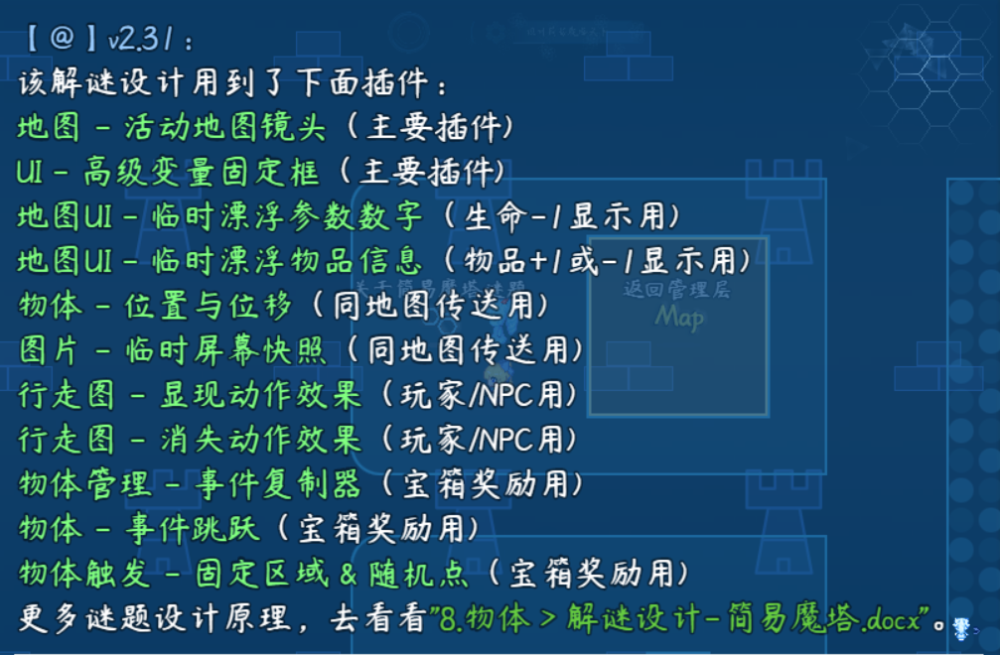 【@】v2.31：
该解谜设计用到了下面插件：
地图 - 活动地图镜头（主要插件）
UI - 高级变量固定框（主要插件）
地图UI - 临时漂浮参数数字（生命-1显示用）
地图UI - 临时漂浮物品信息（物品+1或-1显示用）
关于简易魔塔谜题
返回管理层
Map
物体 - 位置与位移（同地图传送用）
图片 - 临时屏幕快照（同地图传送用）
行走图 - 显现动作效果（玩家/NPC用）
行走图 - 消失动作效果（玩家/NPC用）
物体管理 - 事件复制器（宝箱奖励用）
物体 - 事件跳跃（宝箱奖励用）
物体触发 - 固定区域 & 随机点（宝箱奖励用）
更多谜题设计原理，去看看"8.物体 > 解谜设计-简易魔塔.docx"。